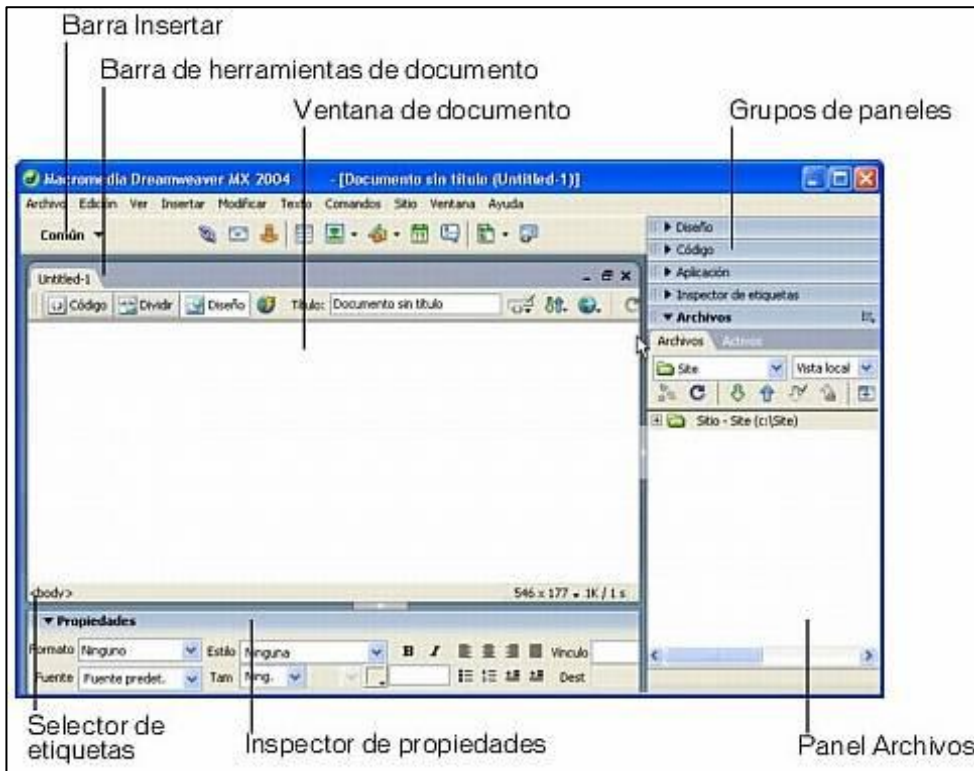 Barra Insertar
Barra de herramientas de documento
Ventana de documento
Grupos de paneles
Macromedia Dreamweaver MX 2004 - [Documento sin título (Untitled-1)]
Archivo Edición Ver Insertar Modificar Texto Comandos Sitio Ventana Ayuda
Común
Diseño
Código
Aplicación
Inspector de etiquetas
Archivos
Untitled-1
Código Dividir Diseño Título: Documento sin título
Archivos Activos
Site Vista local
Sitio - Site (c:\Site)
<body> 546 x 177 1K / 1 s
Propiedades
Formato Ninguno Estilo Ninguna B I Vínculo
Fuente Fuente predet. Tam Ning. Dest
Selector de
etiquetas
Inspector de propiedades
Panel Archivos